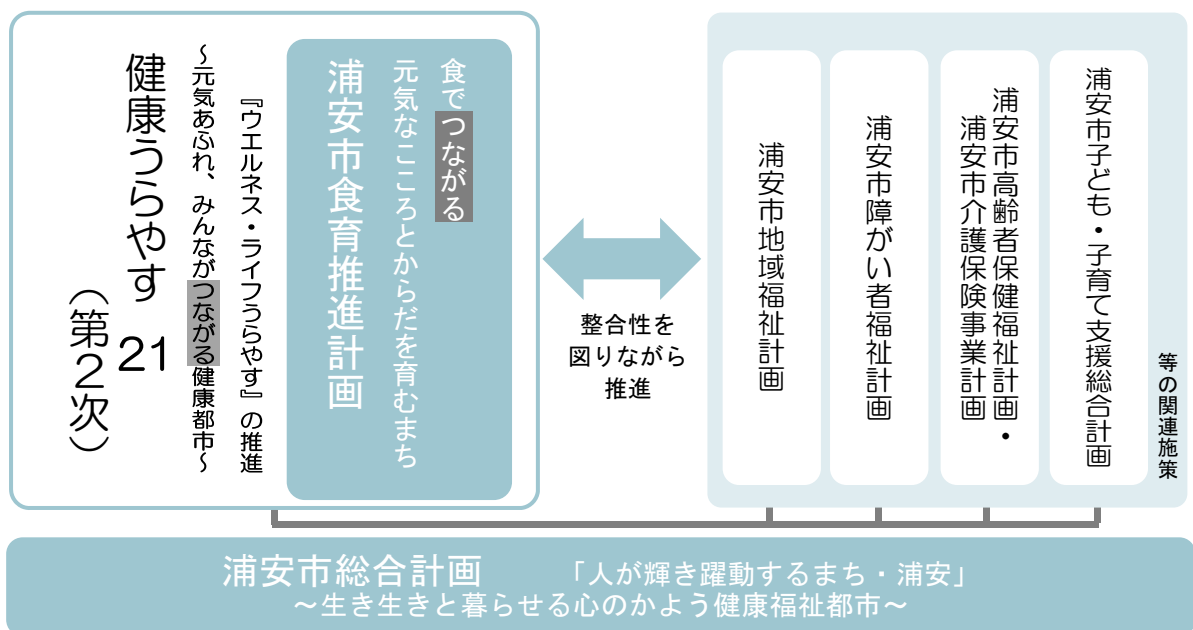 食でつながる
元気なこころとからだを育むまち
浦安市食育推進計画
『ウエルネス・ライフうらやす』の推進
～元気あふれ、みんながつながる健康都市～
健康うらやす 21
（第２次）
整合性を
図りながら
推進
浦安市子ども・子育て支援総合計画
浦安市高齢者保健福祉計画・
浦安市介護保険事業計画
浦安市障がい者福祉計画
浦安市地域福祉計画
等の関連施策
浦安市総合計画 「人が輝き躍動するまち・浦安」
～生き生きと暮らせる心のかよう健康福祉都市～